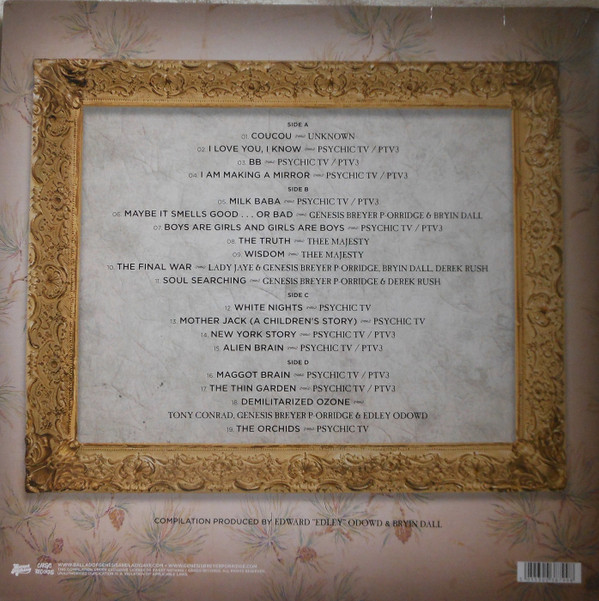 SIDE A
01. COUCOU UNKNOWN
02. I LOVE YOU, I KNOW PSYCHIC TV / PTV3
03. BB PSYCHIC TV / PTV3
04. I AM MAKING A MIRROR PSYCHIC TV / PTV3
SIDE B
05. MILK BABA PSYCHIC TV / PTV3
06. MAYBE IT SMELLS GOOD . . . OR BAD GENESIS BREYER P-ORRIDGE & BRYIN DALL
07. BOYS ARE GIRLS AND GIRLS ARE BOYS PSYCHIC TV / PTV3
08. THE TRUTH THEE MAJESTY
09. WISDOM THEE MAJESTY
10. THE FINAL WAR LADY JAYE & GENESIS BREYER P-ORRIDGE, BRYIN DALL, DEREK RUSH
11. SOUL SEARCHING GENESIS BREYER P-ORRIDGE & DEREK RUSH
SIDE C
12. WHITE NIGHTS PSYCHIC TV
13. MOTHER JACK (A CHILDREN'S STORY) PSYCHIC TV
14. NEW YORK STORY PSYCHIC TV / PTV3
15. ALIEN BRAIN PSYCHIC TV / PTV3
SIDE D
16. MAGGOT BRAIN PSYCHIC TV / PTV3
17. THE THIN GARDEN PSYCHIC TV / PTV3
18. DEMILITARIZED OZONE
TONY CONRAD, GENESIS BREYER P-ORRIDGE & EDLEY ODOWD
19. THE ORCHIDS PSYCHIC TV
COMPILATION PRODUCED BY EDWARD "EDLEY" ODOWD & BRYIN DALL